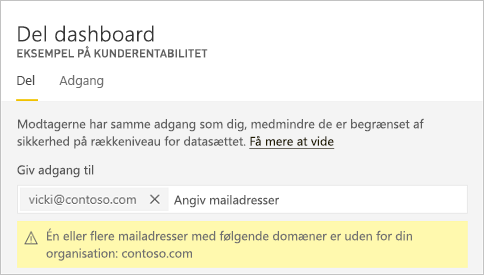 Del dashboard
EKSEMPEL PÅ KUNDERENTABILITET
Del Adgang
Modtagerne har samme adgang som dig, medmindre de er begrænset af
sikkerhed på rækkeniveau for datasættet. Få mere at vide
Giv adgang til
vicki@contoso.com × Angiv mailadresser
Én eller flere mailadresser med følgende domæner er uden for din
organisation: contoso.com